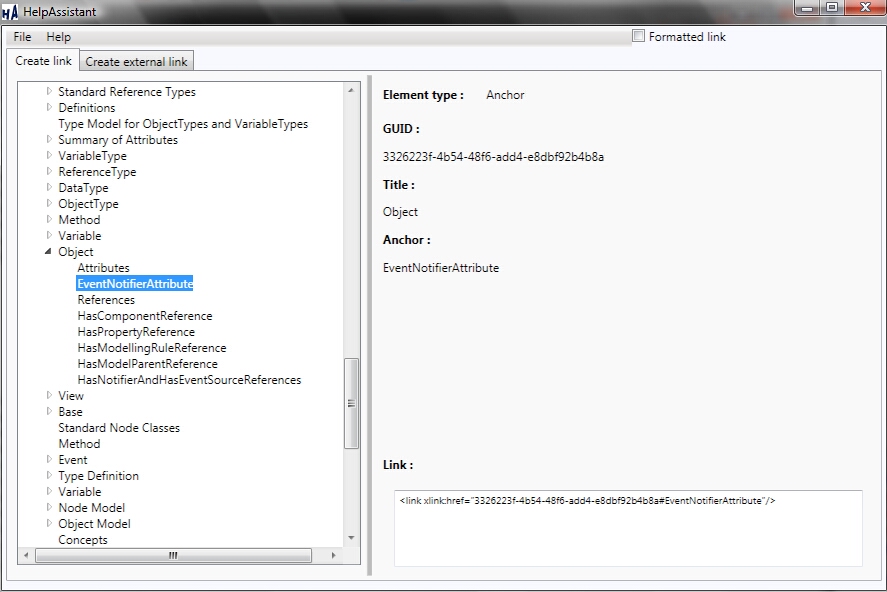 HA HelpAssistant
File Help
Formatted link
Create link Create external link
Standard Reference Types
Definitions
Type Model for ObjectTypes and VariableTypes
Summary of Attributes
VariableType
ReferenceType
DataType
ObjectType
Method
Variable
Object
Attributes
EventNotifierAttribute
References
HasComponentReference
HasPropertyReference
HasModellingRuleReference
HasModelParentReference
HasNotifierAndHasEventSourceReferences
View
Base
Standard Node Classes
Method
Event
Type Definition
Variable
Node Model
Object Model
Concepts
Element type : Anchor
GUID :
3326223f-4b54-48f6-add4-e8dbf92b4b8a
Title :
Object
Anchor :
EventNotifierAttribute
Link :
<link xlink:href="3326223f-4b54-48f6-add4-e8dbf92b4b8a#EventNotifierAttribute"/>